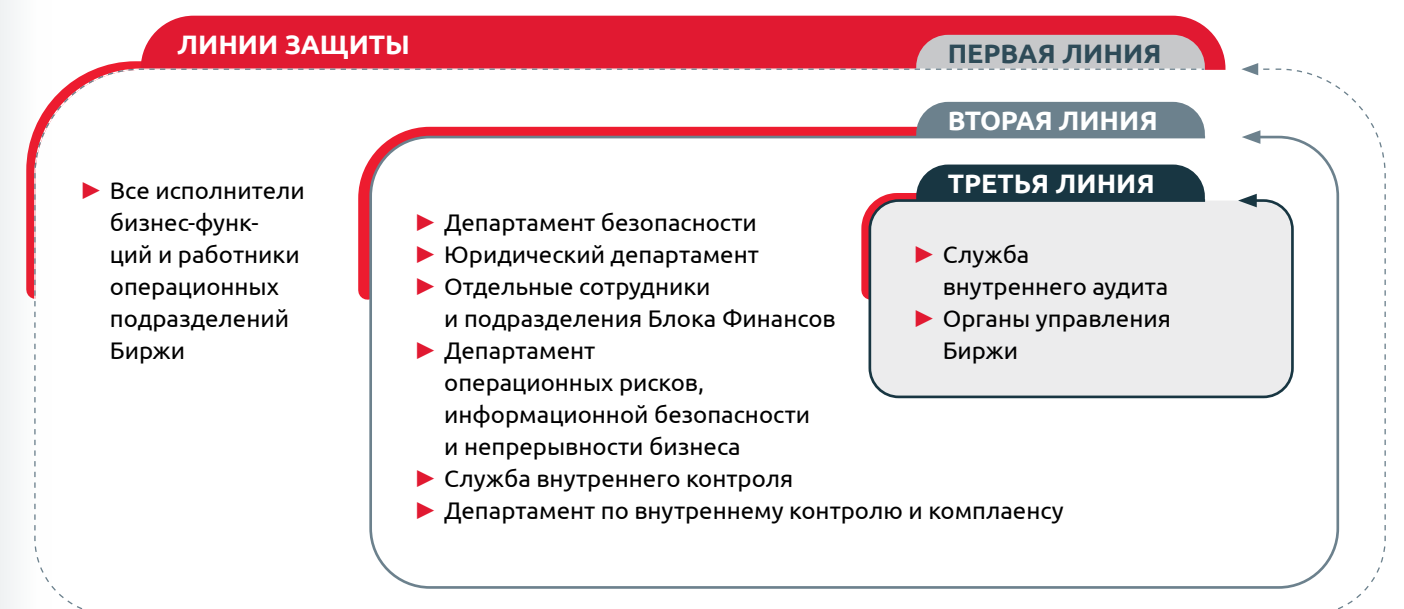 ЛИНИИ ЗАЩИТЫ
ПЕРВАЯ ЛИНИЯ
▶ Все исполнители
бизнес-функ-
ций и работники
операционных
подразделений
Биржи
ВТОРАЯ ЛИНИЯ
▶ Департамент безопасности
▶ Юридический департамент
▶ Отдельные сотрудники
и подразделения Блока Финансов
▶ Департамент
операционных рисков,
информационной безопасности
и непрерывности бизнеса
▶ Служба внутреннего контроля
▶ Департамент по внутреннему контролю и комплаенсу
ТРЕТЬЯ ЛИНИЯ
▶ Служба
внутреннего аудита
▶ Органы управления
Биржи